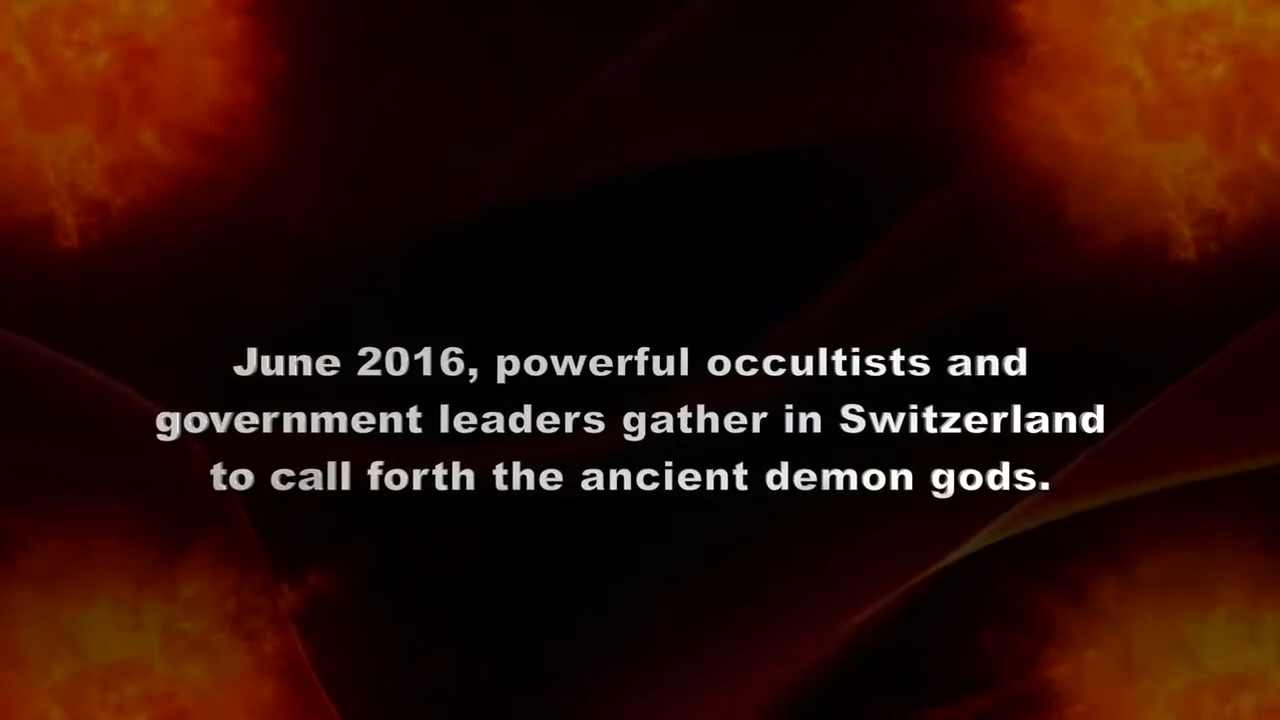 June 2016, powerful occultists and
government leaders gather in Switzerland
to call forth the ancient demon gods.